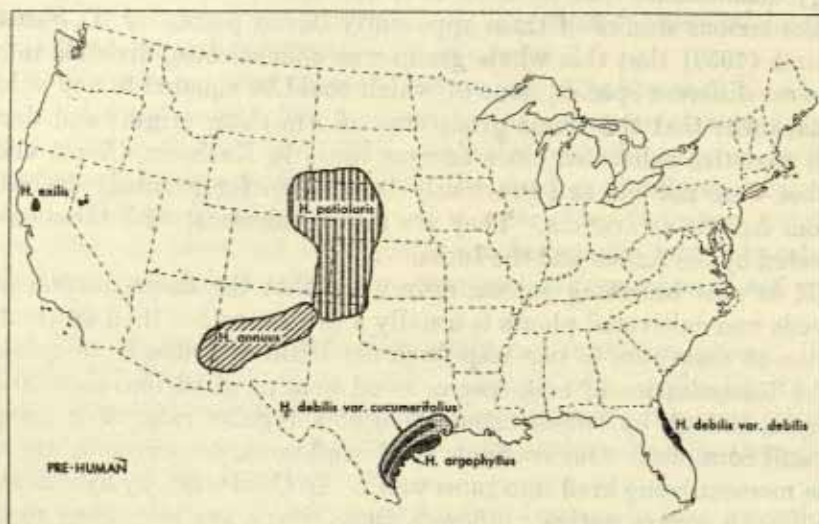 H. exilis
H. petiolaris
H. annuus
H. debilis var. cucumerifolius
H. debilis var. debilis
H. argophyllus
PRE-HUMAN